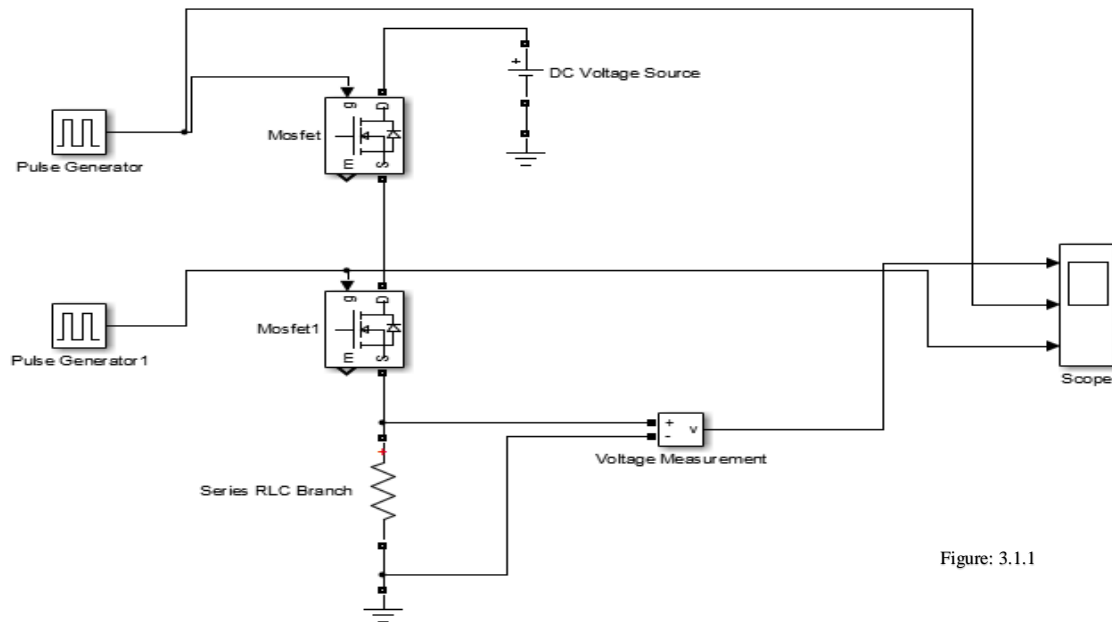 DC Voltage Source
+
g
D
Mosfet
m
S
Pulse Generator
g
D
Mosfet1
m
S
Pulse Generator1
Scope
+
-
v
Voltage Measurement
+
Series RLC Branch
Figure: 3.1.1